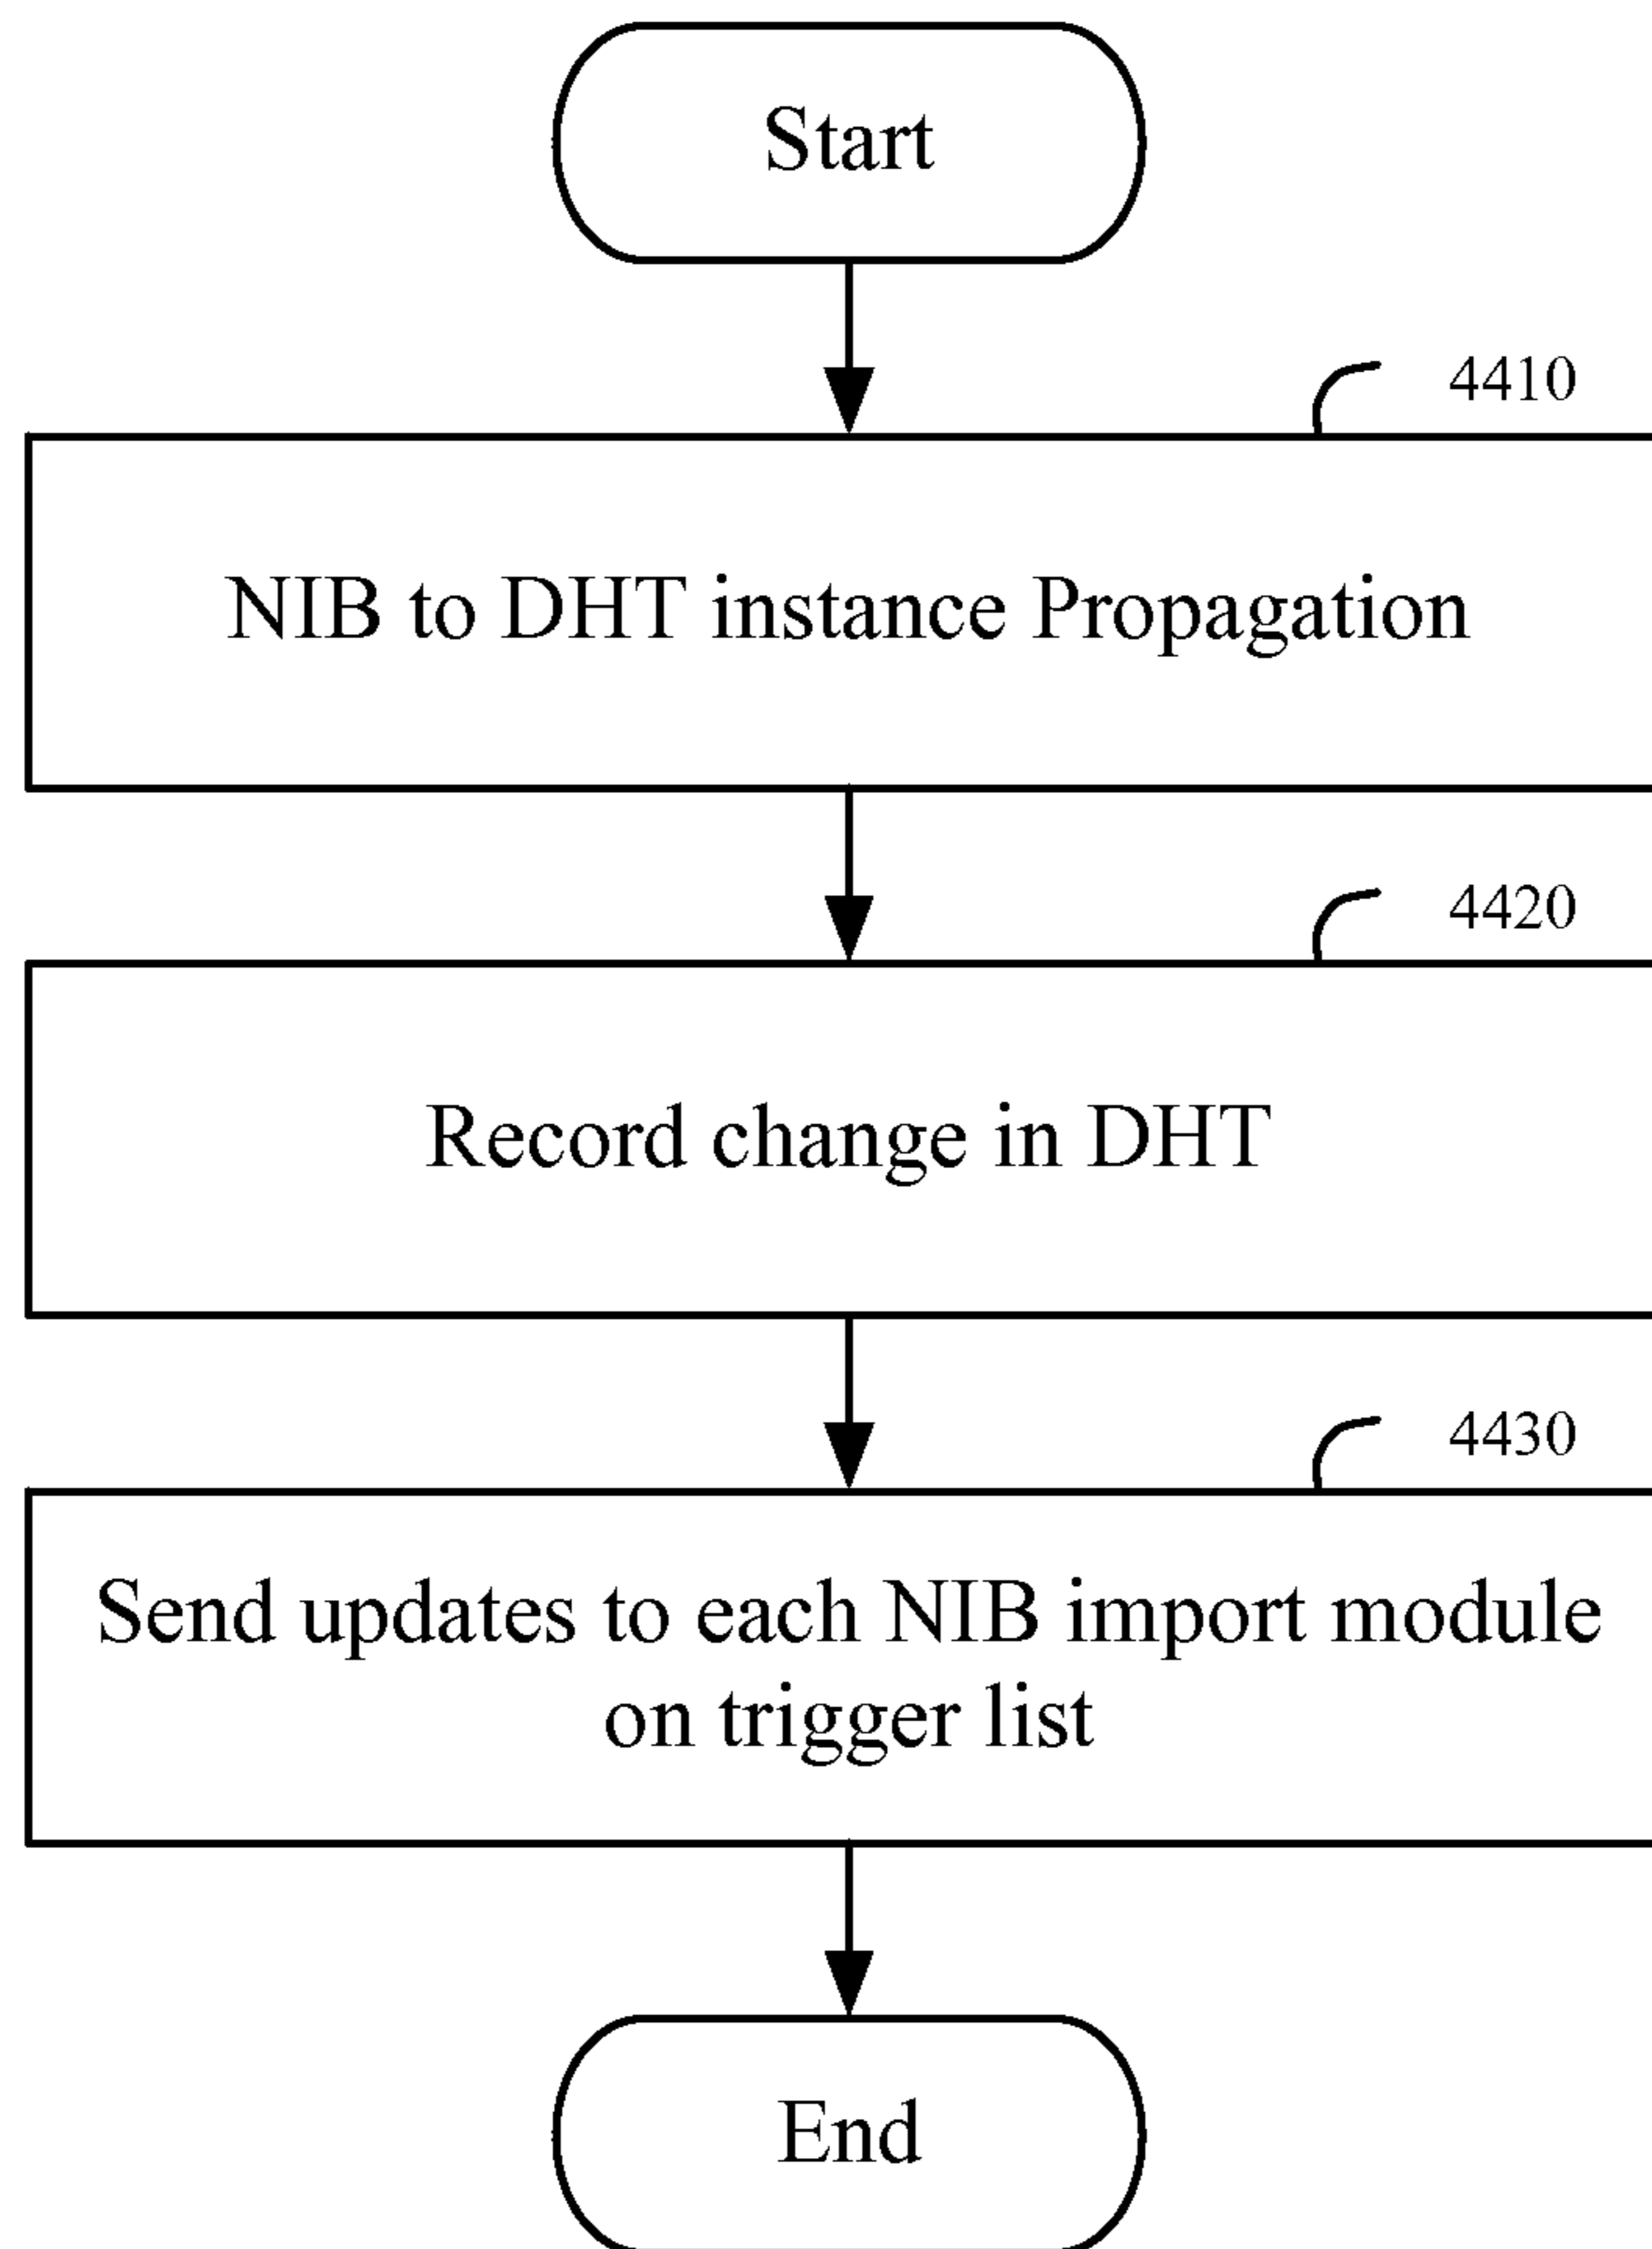 Start
4410
NIB to DHT instance Propagation
4420
Record change in DHT
4430
Send updates to each NIB import module
on trigger list
End